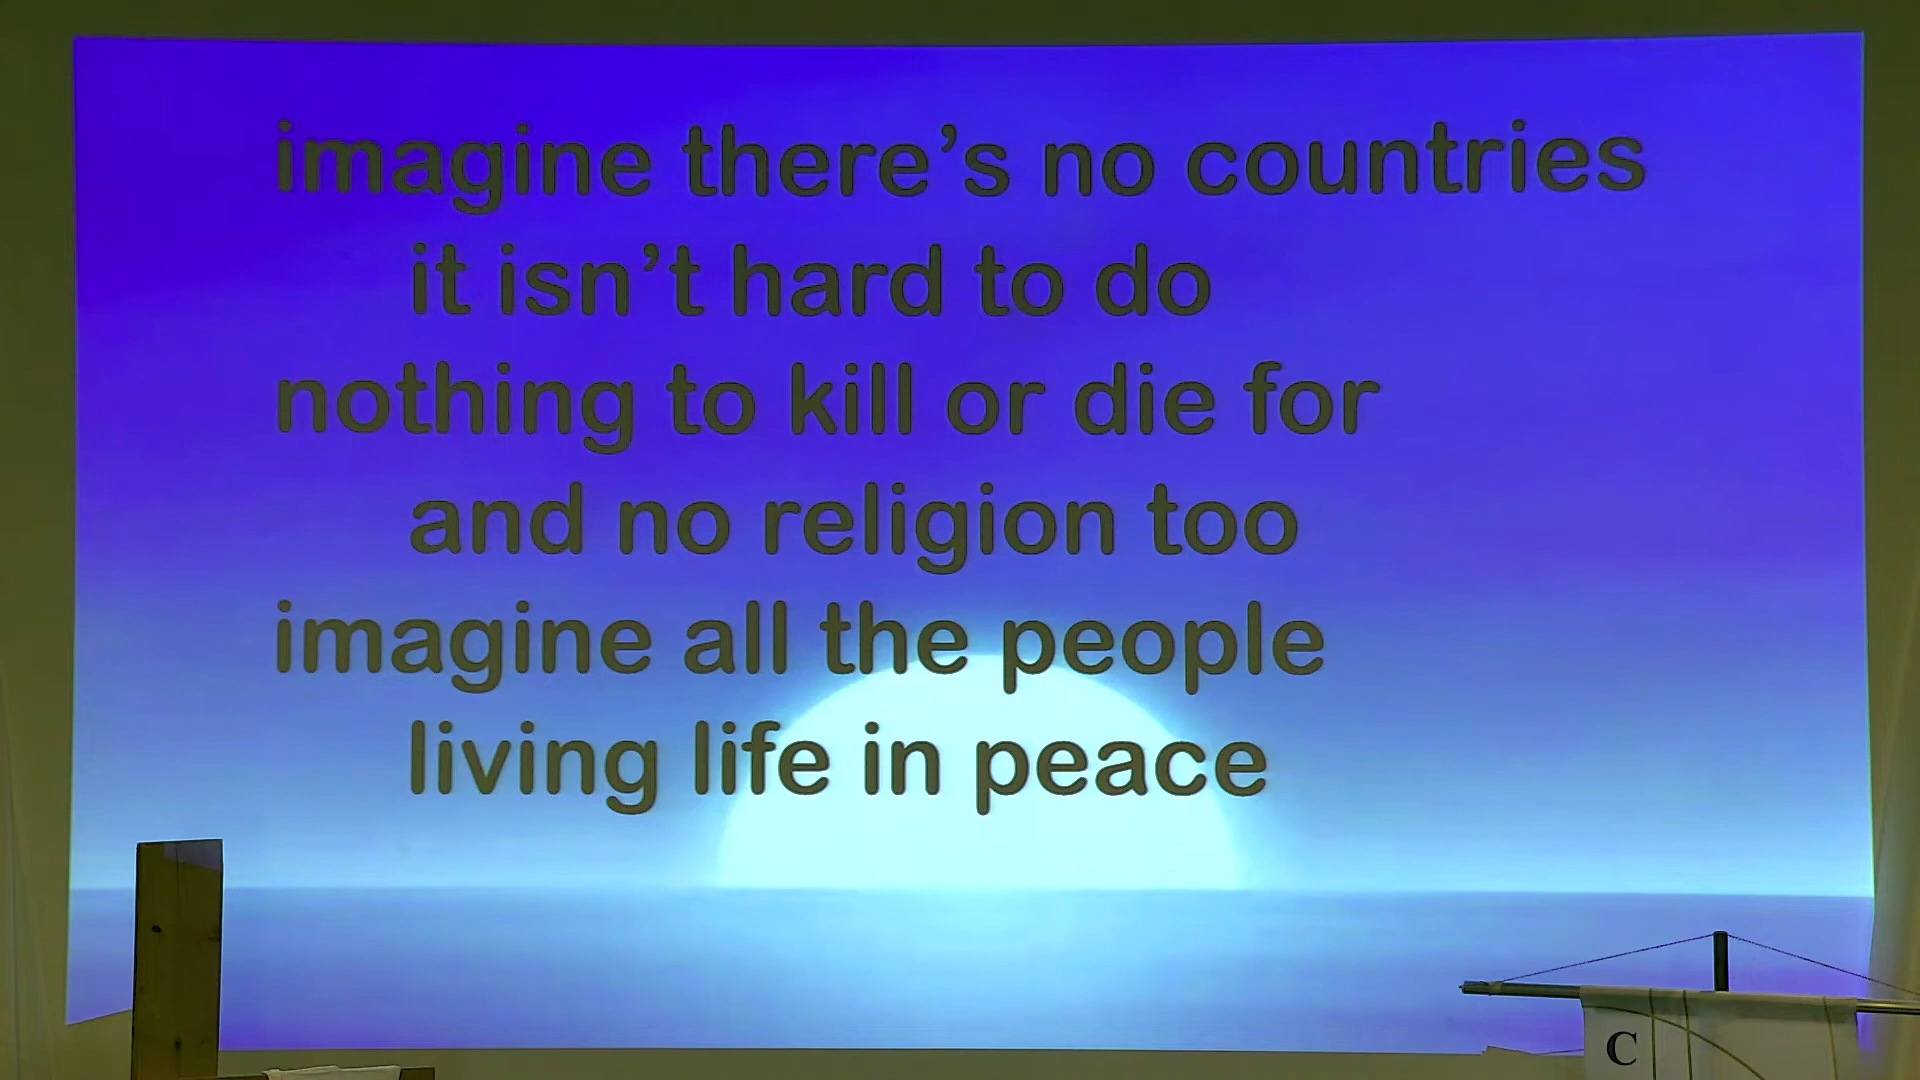 imagine there's no countries
it isn't hard to do
nothing to kill or die for
and no religion too
imagine all the people
living life in peace
C